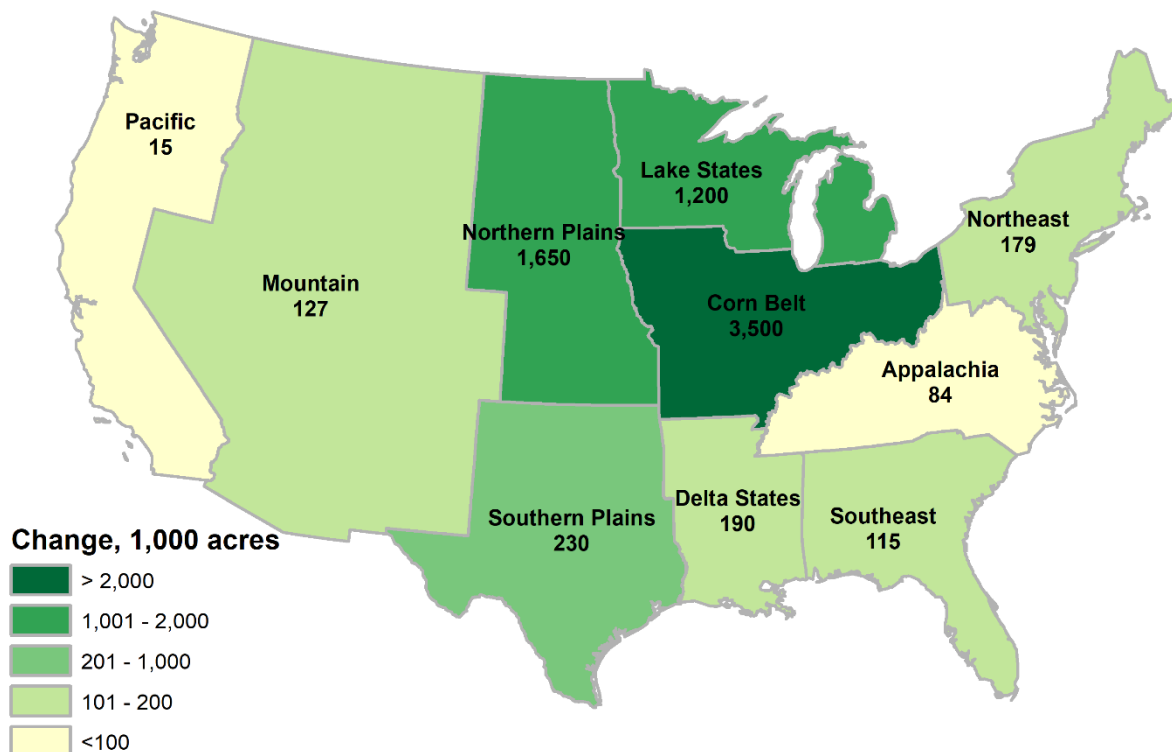 Pacific
15
Mountain
127
Northern Plains
1,650
Lake States
1,200
Corn Belt
3,500
Northeast
179
Appalachia
84
Southern Plains
230
Delta States
190
Southeast
115
Change, 1,000 acres
> 2,000
1,001 - 2,000
201 - 1,000
101 - 200
<100